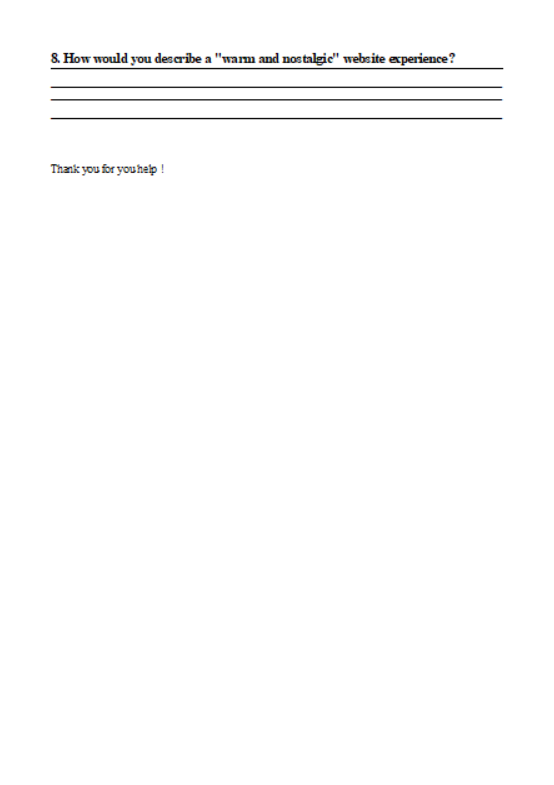 8. How would you describe a "warm and nostalgic" website experience?
Thank you for you help !